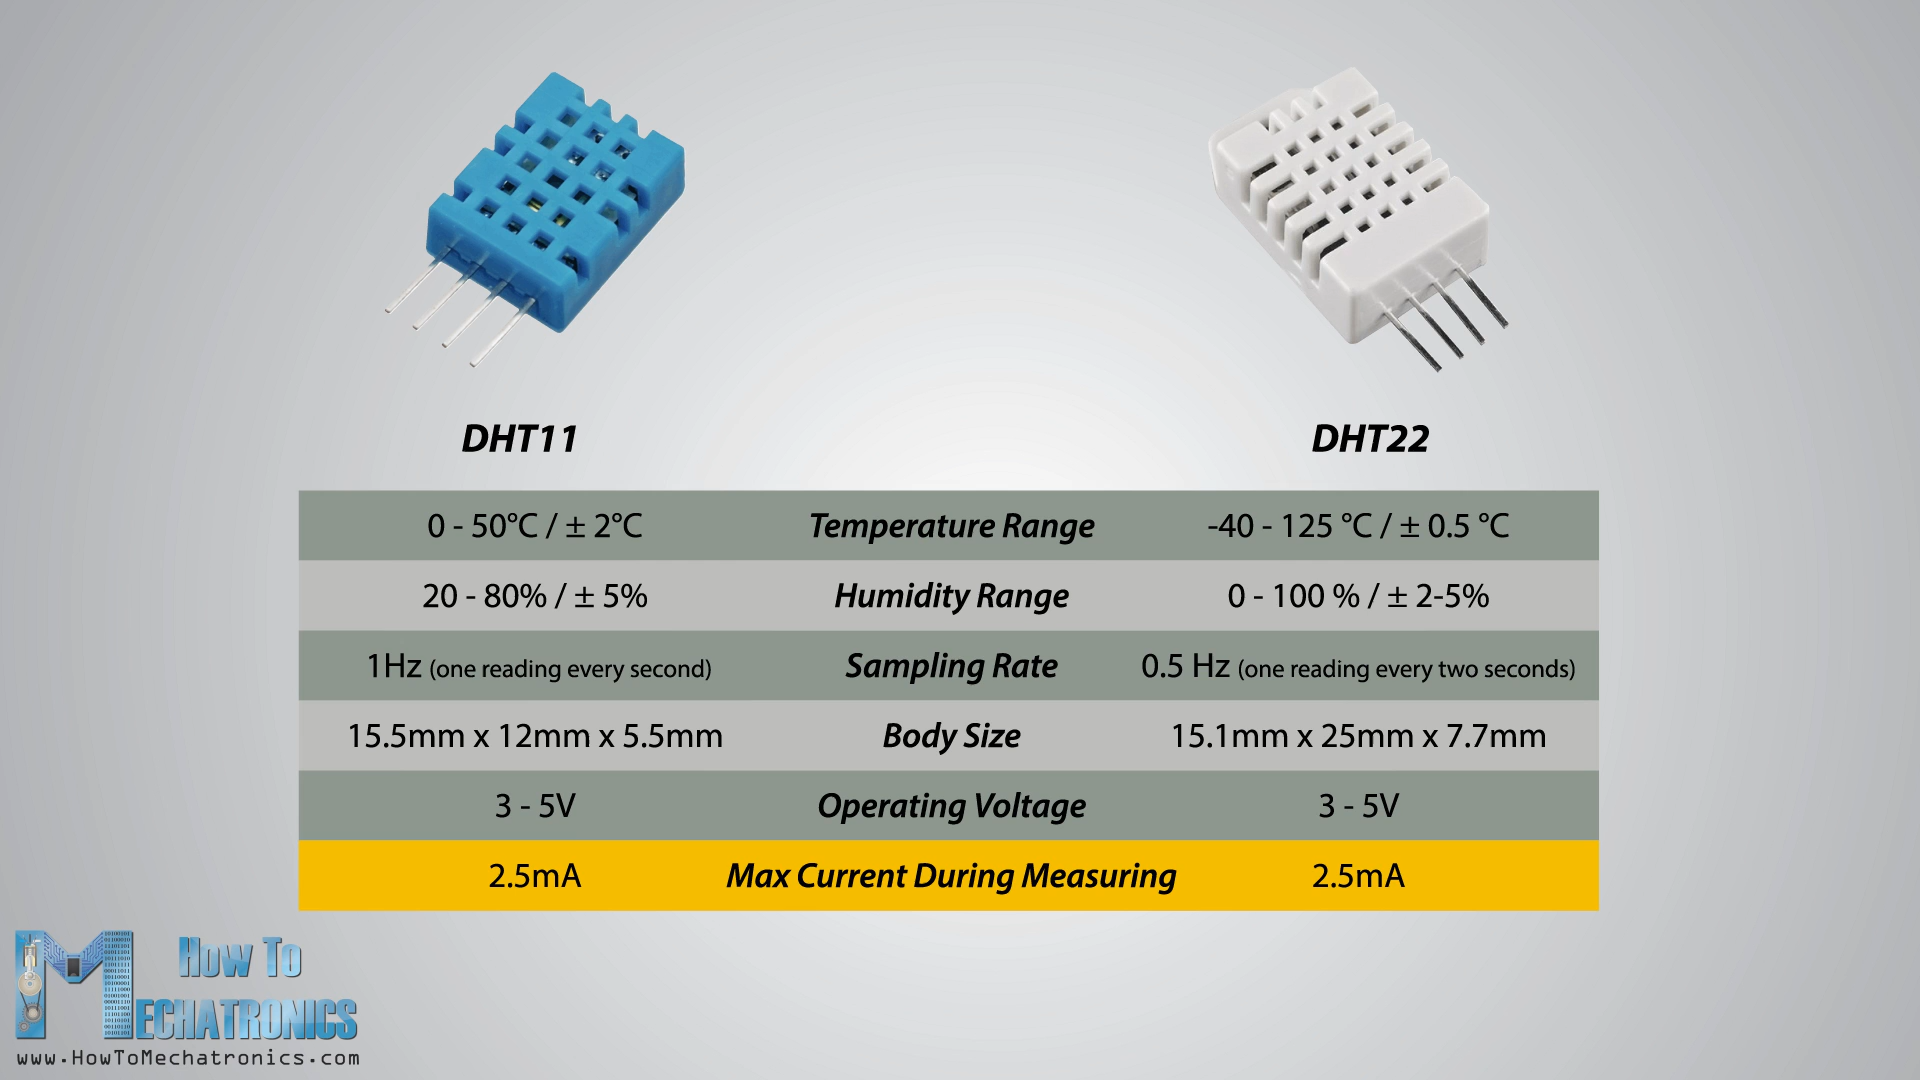 DHT11
DHT22
0 - 50°C / ± 2°C Temperature Range -40 - 125 °C / ± 0.5 °C
20 - 80% / ± 5% Humidity Range 0 - 100 % / ± 2-5%
1Hz (one reading every second) Sampling Rate 0.5 Hz (one reading every two seconds)
15.5mm x 12mm x 5.5mm Body Size 15.1mm x 25mm x 7.7mm
3 - 5V Operating Voltage 3 - 5V
2.5mA Max Current During Measuring 2.5mA
How To
MECHATRONICS
www.HowToMechatronics.com